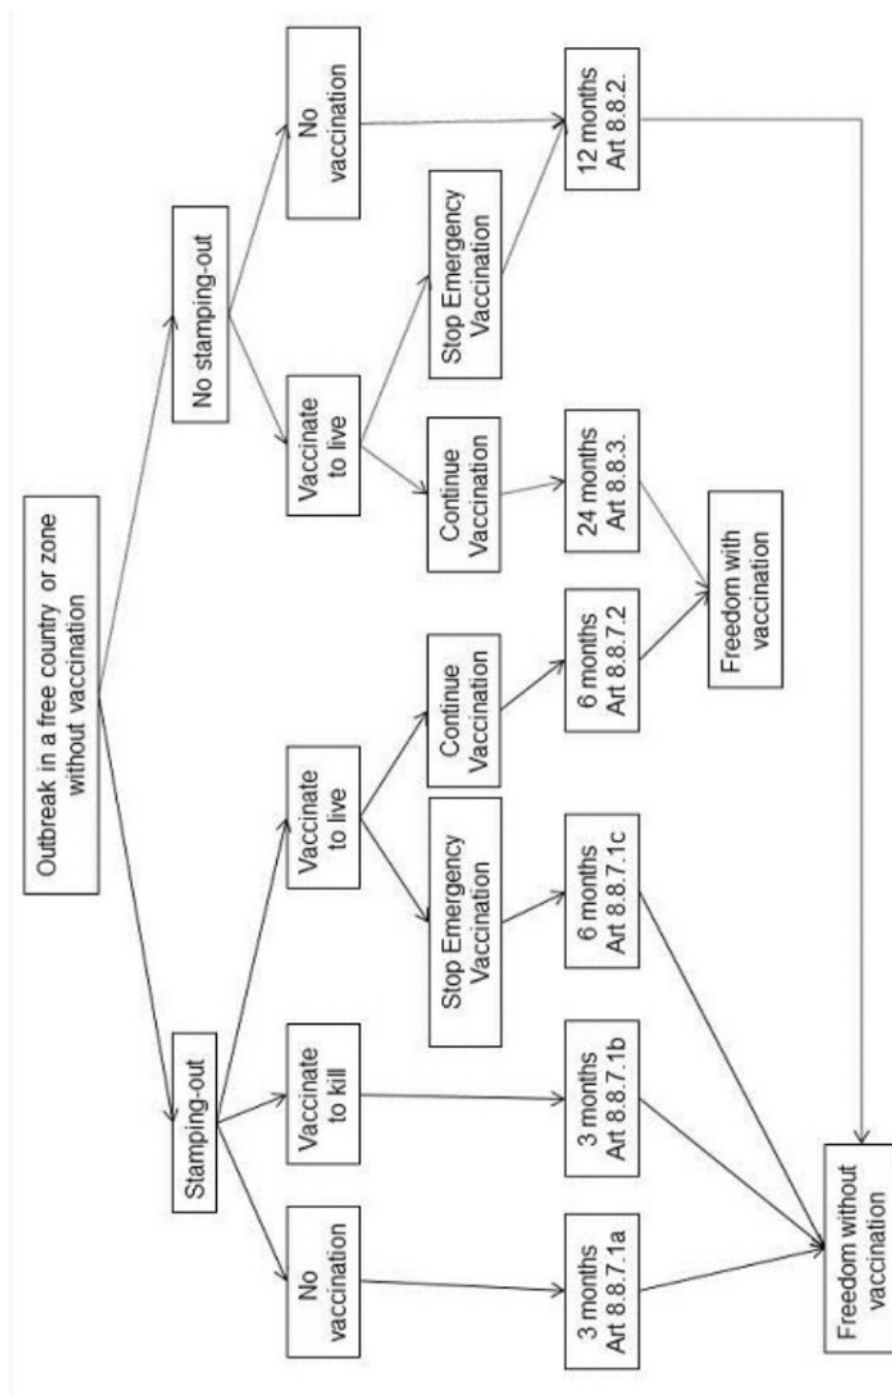 Outbreak in a free country or zone
without vaccination
Stamping-out
No stamping-out
No
vaccination
Vaccinate
to kill
Vaccinate
to live
Vaccinate
to live
No
vaccination
Stop Emergency
Vaccination
Continue
Vaccination
Continue
Vaccination
Stop Emergency
Vaccination
3 months
Art 8.8.7.1a
3 months
Art 8.8.7.1b
6 months
Art 8.8.7.1c
6 months
Art 8.8.7.2
24 months
Art 8.8.3.
12 months
Art 8.8.2.
Freedom with
vaccination
Freedom without
vaccination